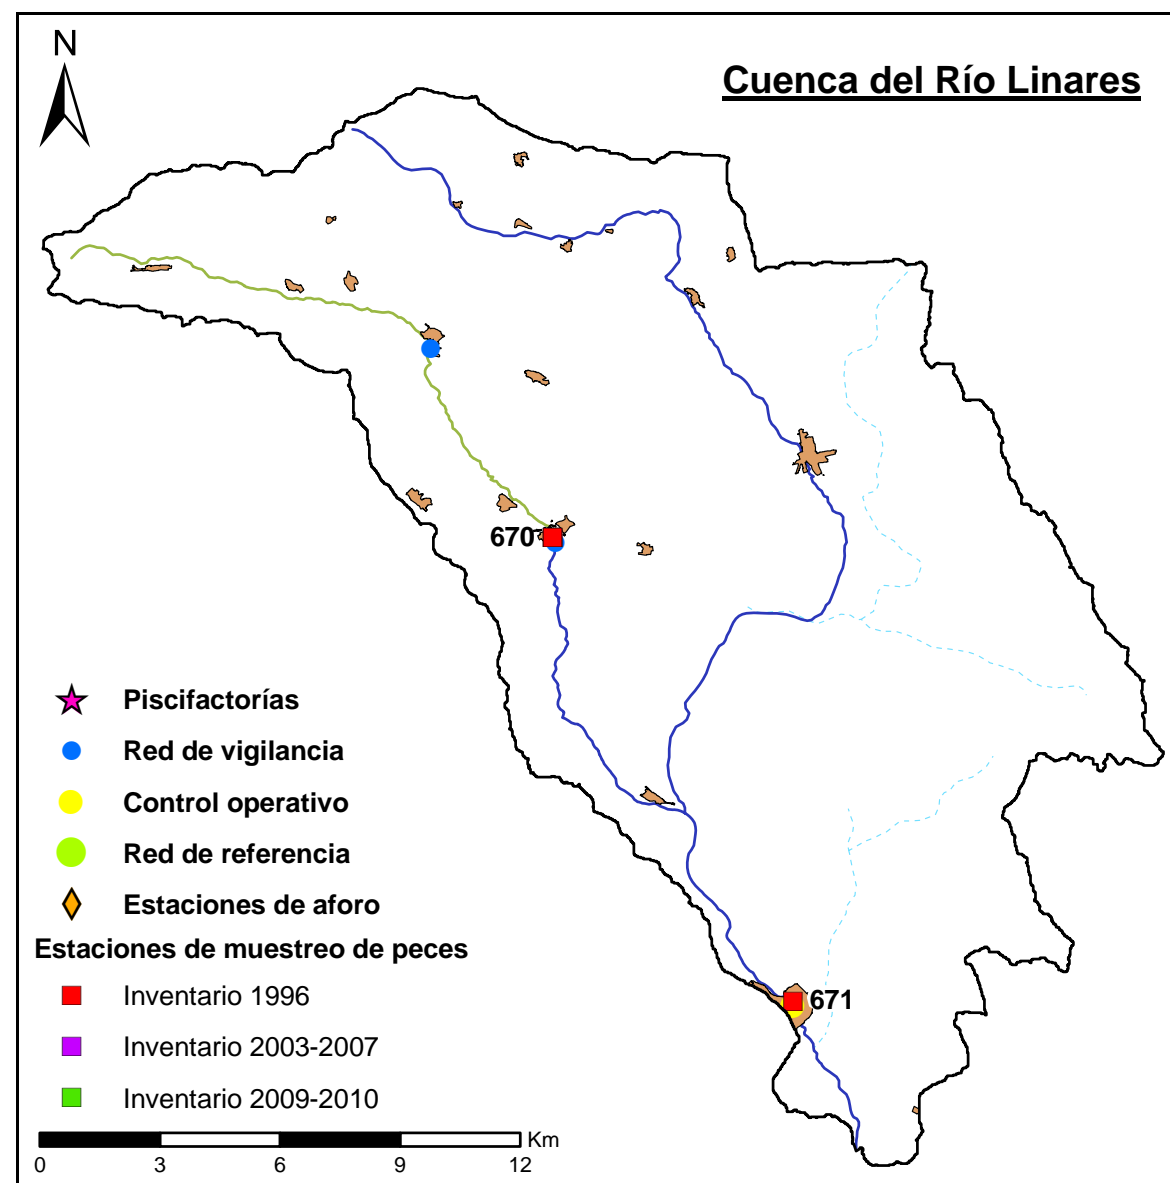 N
Cuenca del Río Linares
670
671
Piscifactorías
Red de vigilancia
Control operativo
Red de referencia
Estaciones de aforo
Estaciones de muestreo de peces
Inventario 1996
Inventario 2003-2007
Inventario 2009-2010
Km
0 3 6 9 12